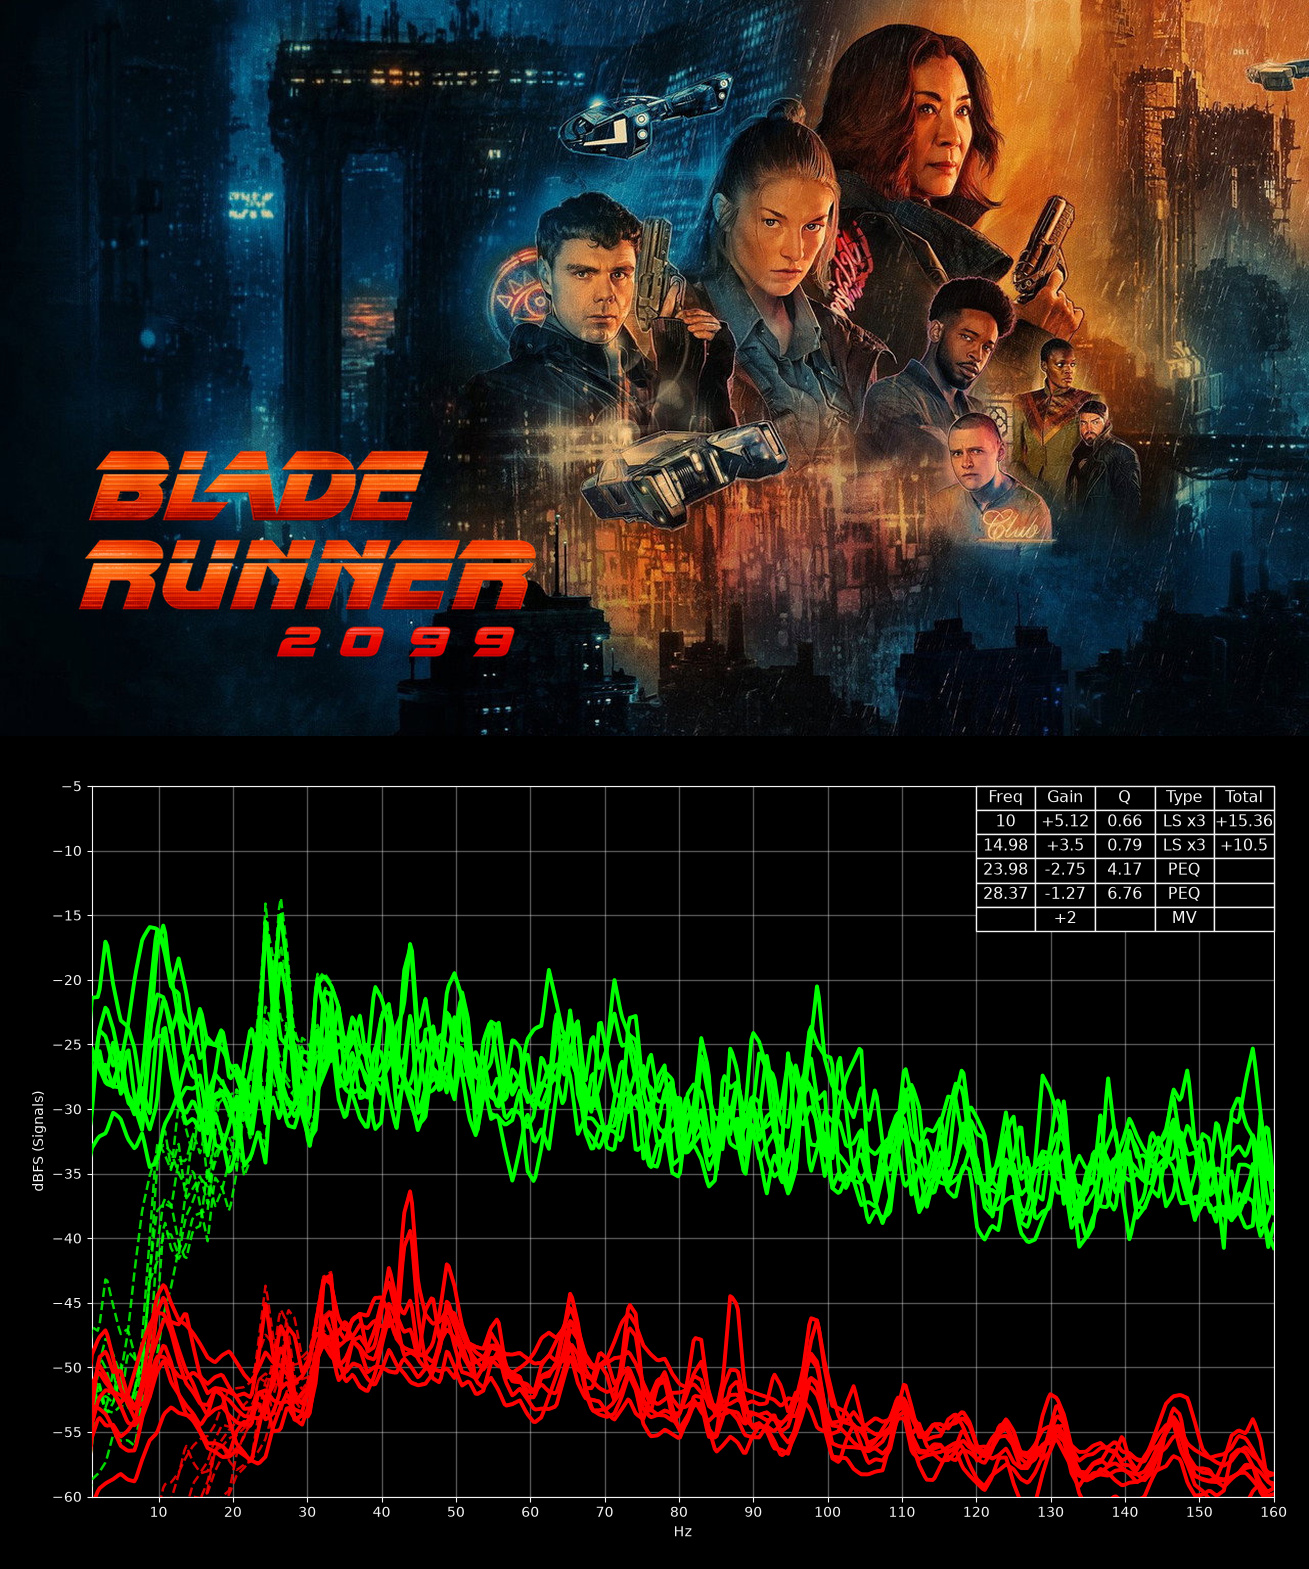 BLADE
RUNNER
2099
Club
−5
−10
−15
−20
−25
−30
−35
−40
−45
−50
−55
−60
dBFS (Signals)
10 20 30 40 50 60 70 80 90 100 110 120 130 140 150 160
Hz
Freq Gain Q Type Total
10 +5.12 0.66 LS x3 +15.36
14.98 +3.5 0.79 LS x3 +10.5
23.98 -2.75 4.17 PEQ
28.37 -1.27 6.76 PEQ
+2 MV